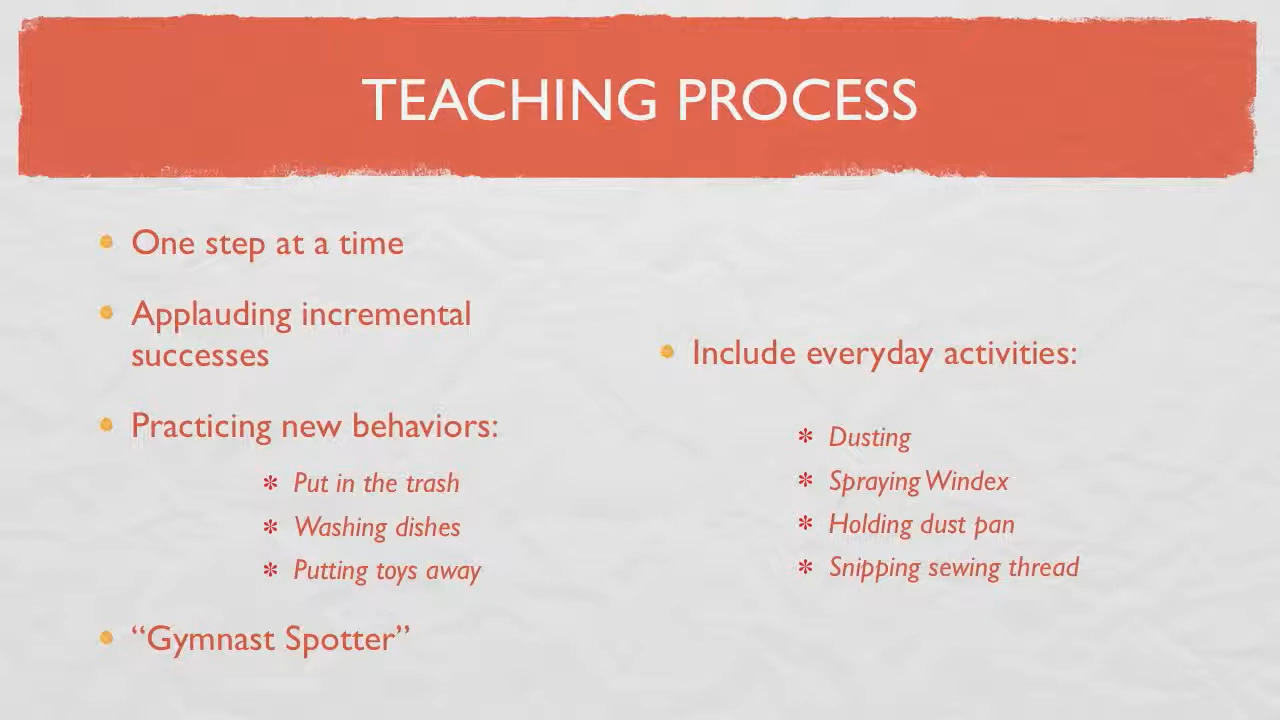 TEACHING PROCESS
One step at a time
Applauding incremental
successes
Practicing new behaviors:
Put in the trash
Washing dishes
Putting toys away
“Gymnast Spotter”
Include everyday activities:
Dusting
Spraying Windex
Holding dust pan
Snipping sewing thread